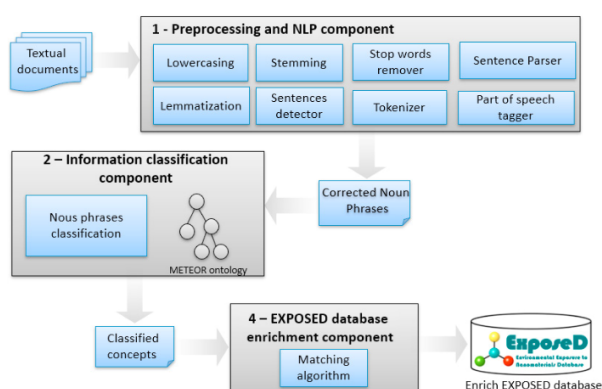 1 - Preprocessing and NLP component
Textual
documents
Lowercasing
Stemming
Stop words
remover
Sentence Parser
Lemmatization
Sentences
detector
Tokenizer
Part of speech
tagger
2 – Information classification
component
Nous phrases
classification
METEOR ontology
Corrected Noun
Phrases
Classified
concepts
4 – EXPOSED database
enrichment component
Matching
algorithm
ExposeD
Environmental Exposure to
Nanomaterials Database
Enrich EXPOSED database